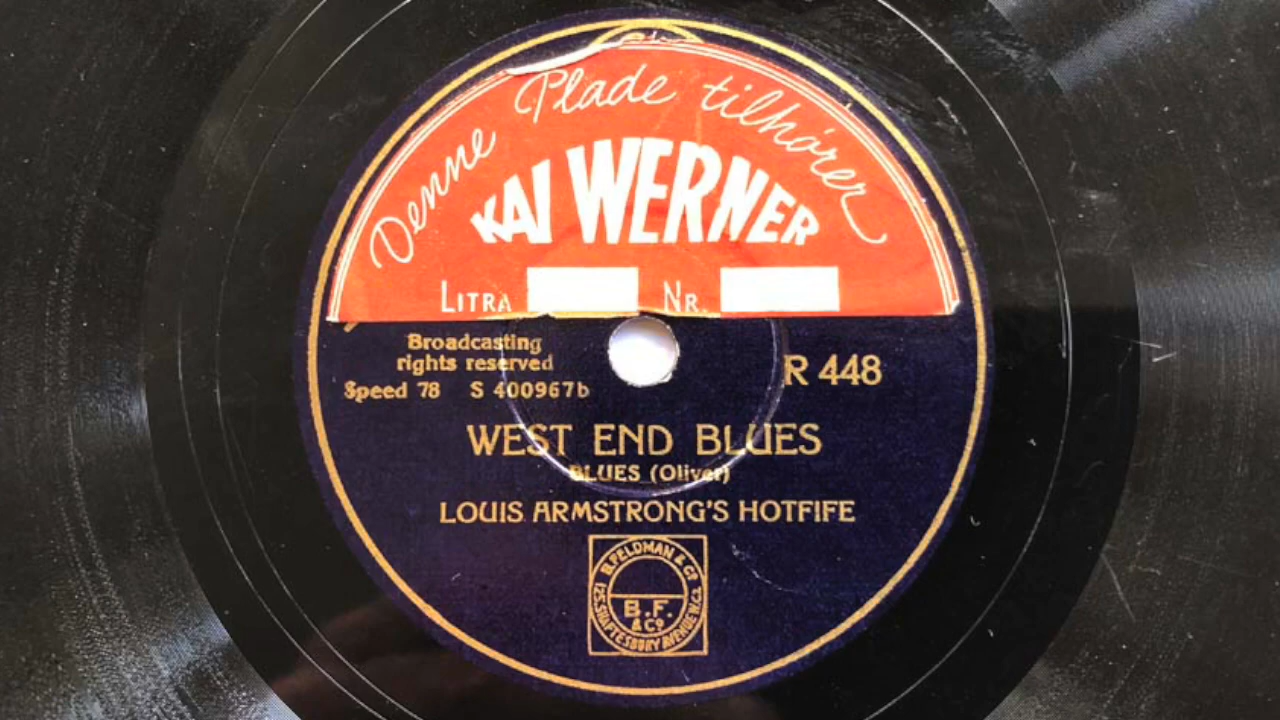 Denne Plade tilhører
KAI WERNER
LITRA NR.
Broadcasting
rights reserved
Speed 78 S 400967b
R 448
WEST END BLUES
BLUES (Oliver)
LOUIS ARMSTRONG'S HOTFIFE
B. FELDMAN & Cº
125, SHAFTESBURY AVENUE W.C.2
B.F.
& Cº